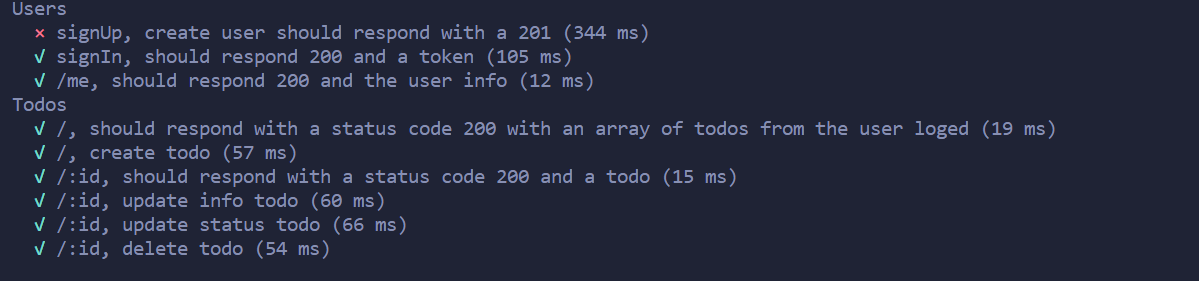 Users
× signUp, create user should respond with a 201 (344 ms)
√ signIn, should respond 200 and a token (105 ms)
√ /me, should respond 200 and the user info (12 ms)
Todos
√ /, should respond with a status code 200 with an array of todos from the user loged (19 ms)
√ /, create todo (57 ms)
√ /:id, should respond with a status code 200 and a todo (15 ms)
√ /:id, update info todo (60 ms)
√ /:id, update status todo (66 ms)
√ /:id, delete todo (54 ms)